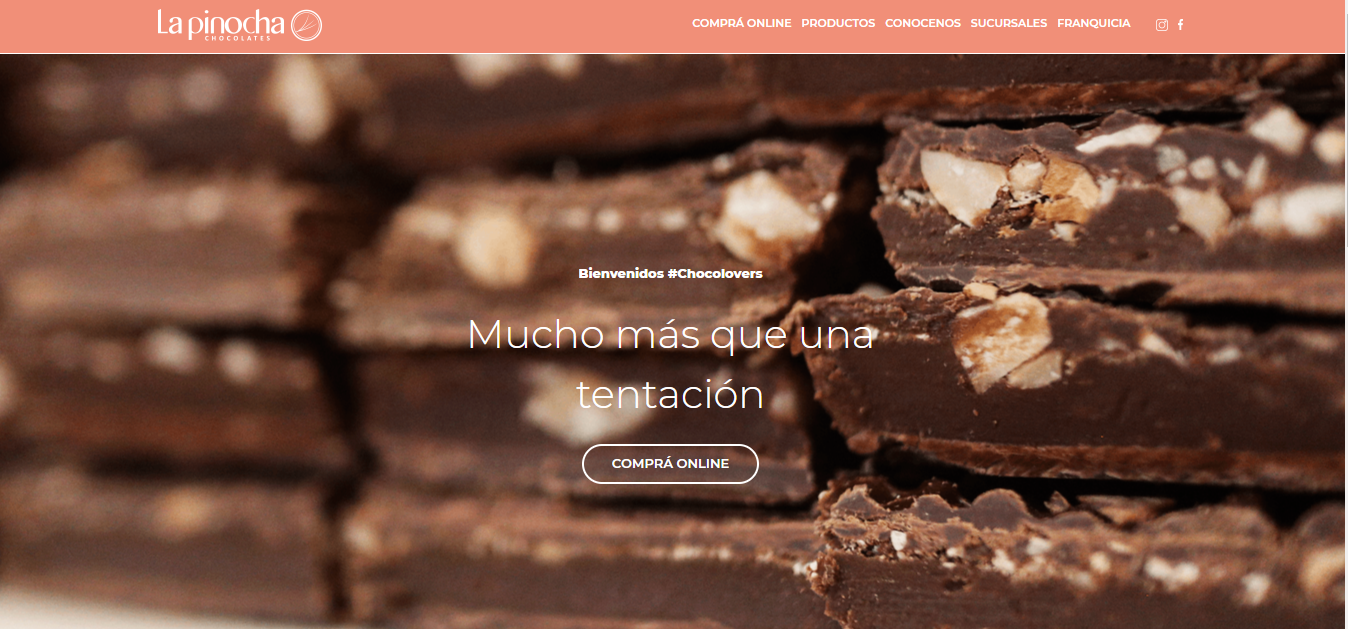 La pinocha
CHOCOLATES
COMPRÁ ONLINE PRODUCTOS CONOCENOS SUCURSALES FRANQUICIA
Bienvenidos #Chocolovers
Mucho más que una
tentación
COMPRÁ ONLINE